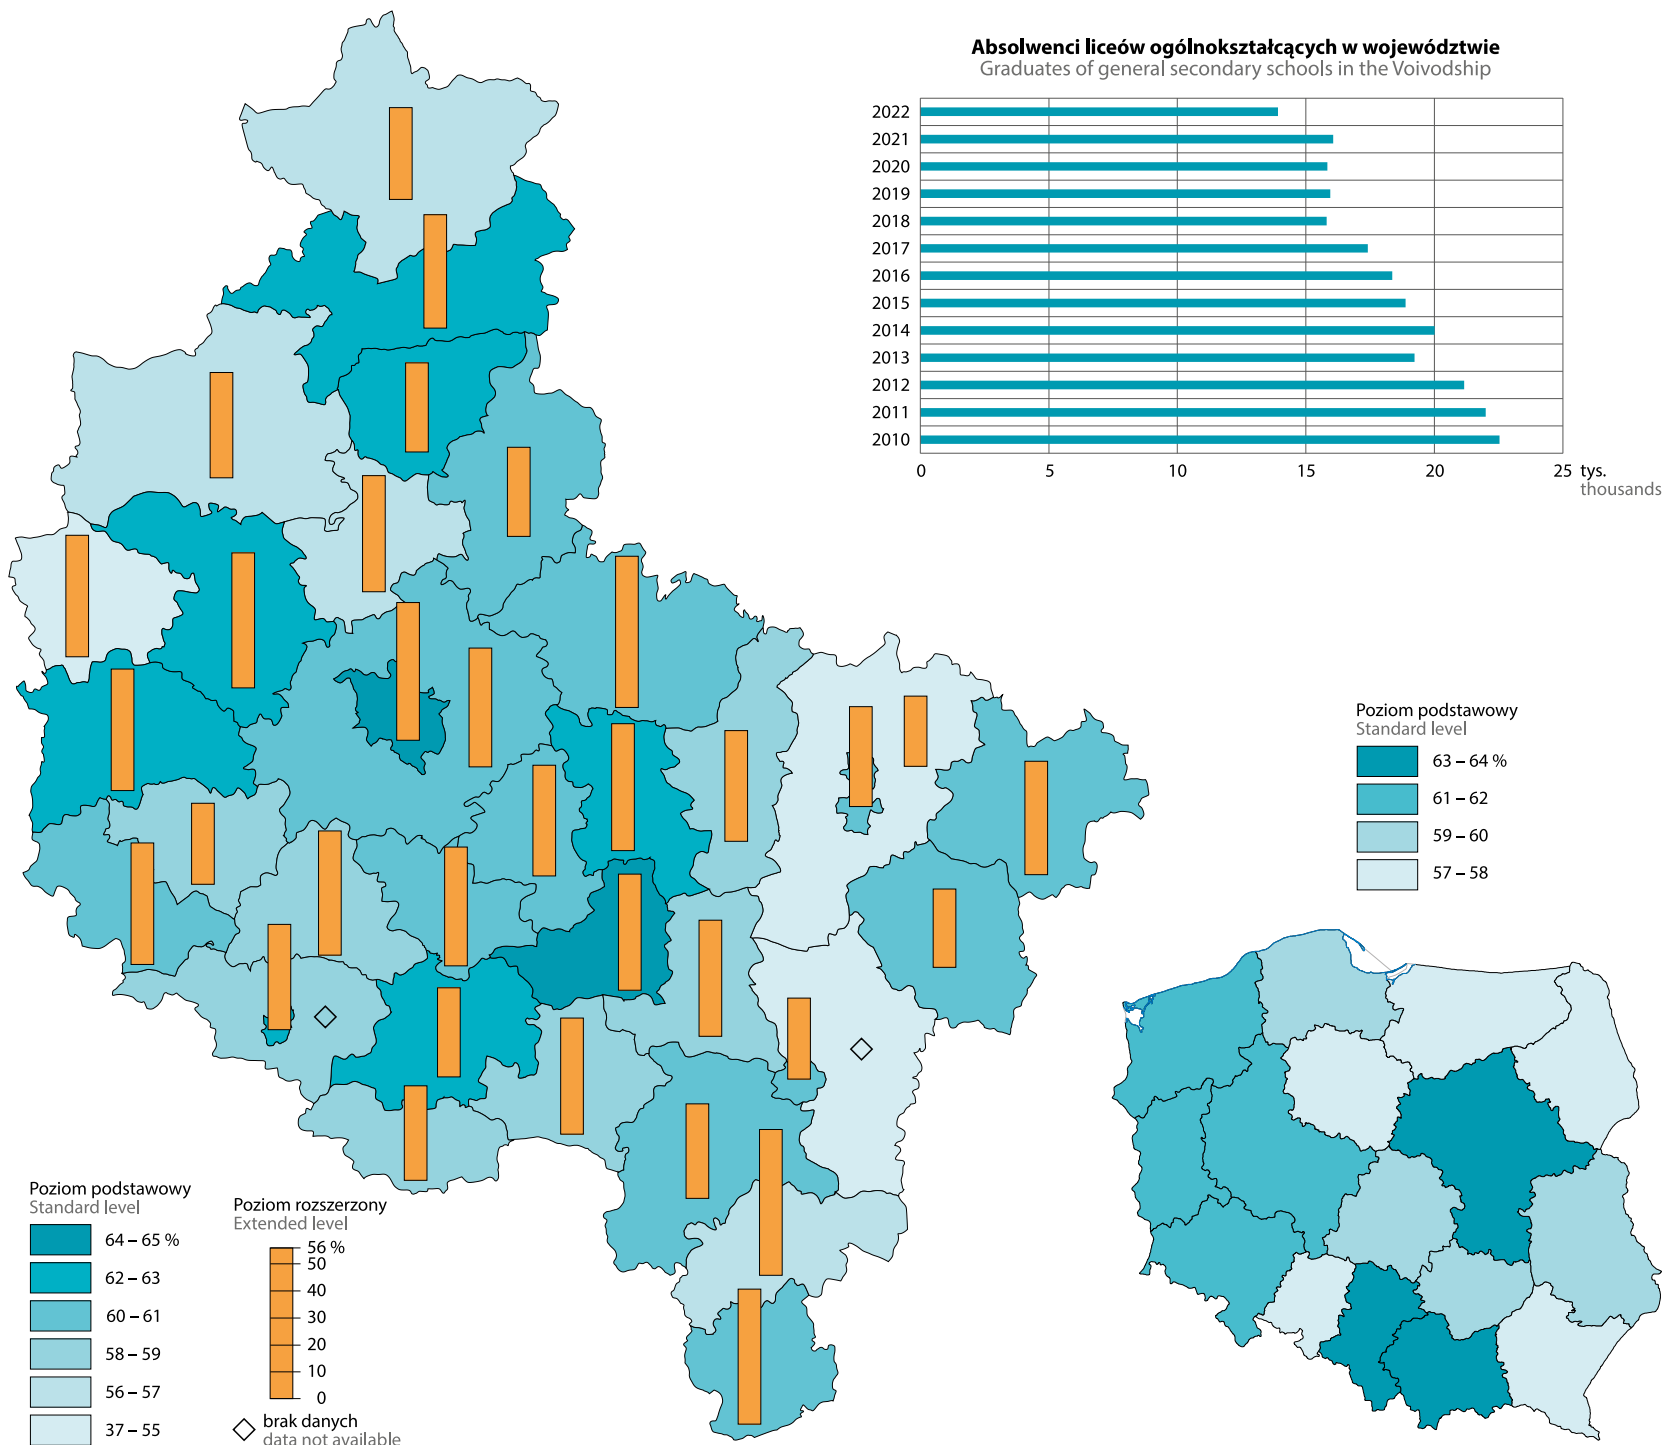 Absolwenci liceów ogólnokształcących w województwie
Graduates of general secondary schools in the Voivodship
2022
2021
2020
2019
2018
2017
2016
2015
2014
2013
2012
2011
2010
0 5 10 15 20 25 tys.
thousands
Poziom podstawowy
Standard level
63 – 64 %
61 – 62
59 – 60
57 – 58
Poziom podstawowy
Standard level
64 – 65 %
62 – 63
60 – 61
58 – 59
56 – 57
37 – 55
Poziom rozszerzony
Extended level
56 %
50
40
30
20
10
0
brak danych
data not available